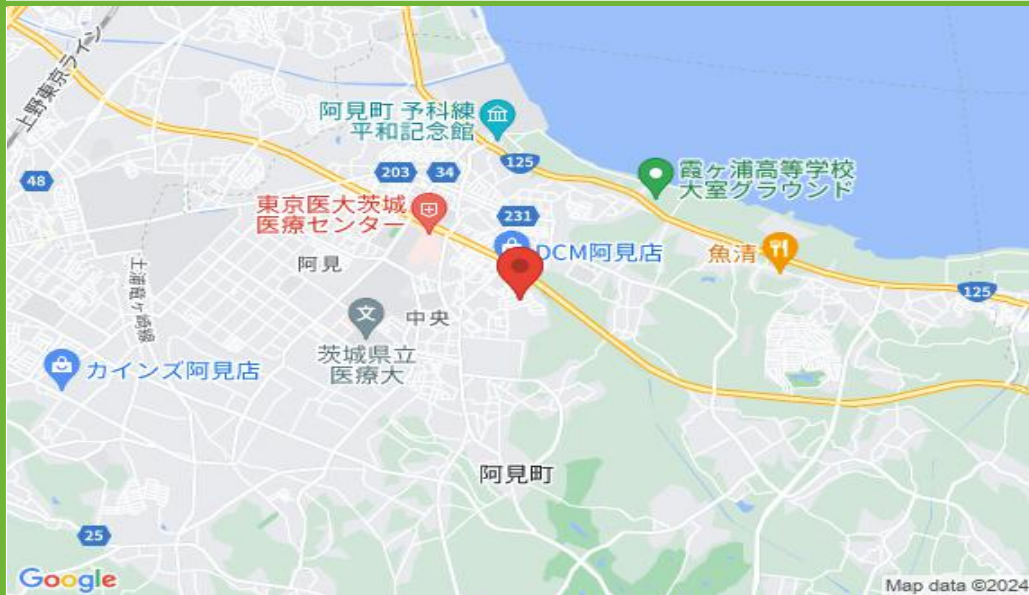 上野東京ライン
阿見町 予科練
平和記念館
125
霞ヶ浦高等学校
大室グラウンド
48
203
34
東京医大茨城
医療センター
231
DCM阿見店
魚清
125
阿見
土浦竜ヶ崎線
中央
茨城県立
医療大
カインズ阿見店
阿見町
25
Google
Map data ©2024